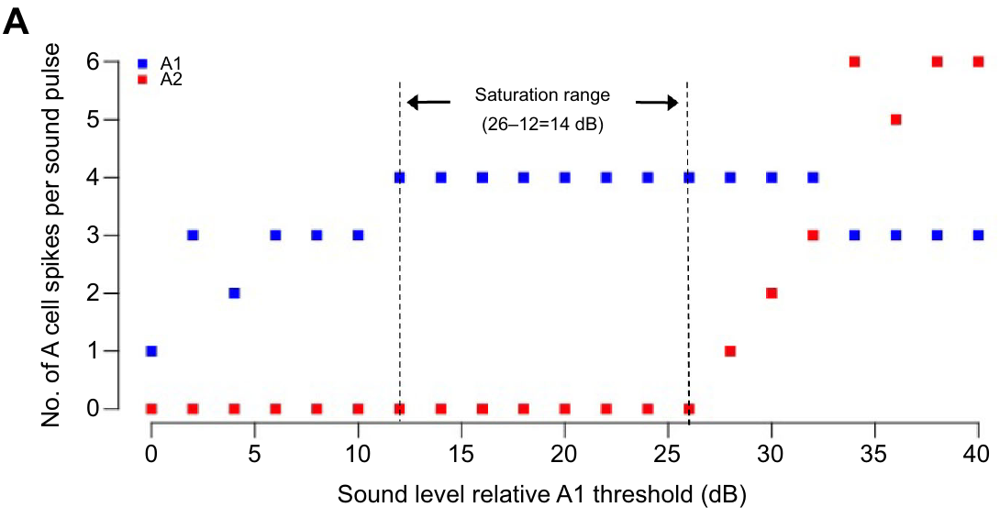 A
No. of A cell spikes per sound pulse
6
5
4
3
2
1
0
A1
A2
Saturation range
(26–12=14 dB)
0 5 10 15 20 25 30 35 40
Sound level relative A1 threshold (dB)